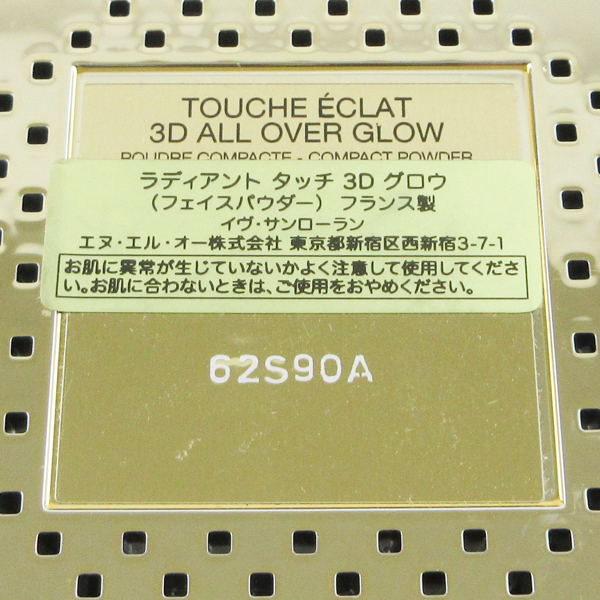 TOUCHE ÉCLAT
3D ALL OVER GLOW
POUDRE COMPACTE - COMPACT POWDER
ラディアント タッチ 3D グロウ
（フェイスパウダー） フランス製
イヴ・サンローラン
エヌ・エル・オー株式会社 東京都新宿区西新宿3-7-1
お肌に異常が生じていないかよく注意して使用してくださ
い。お肌に合わないときは、ご使用をおやめください。
62S90A